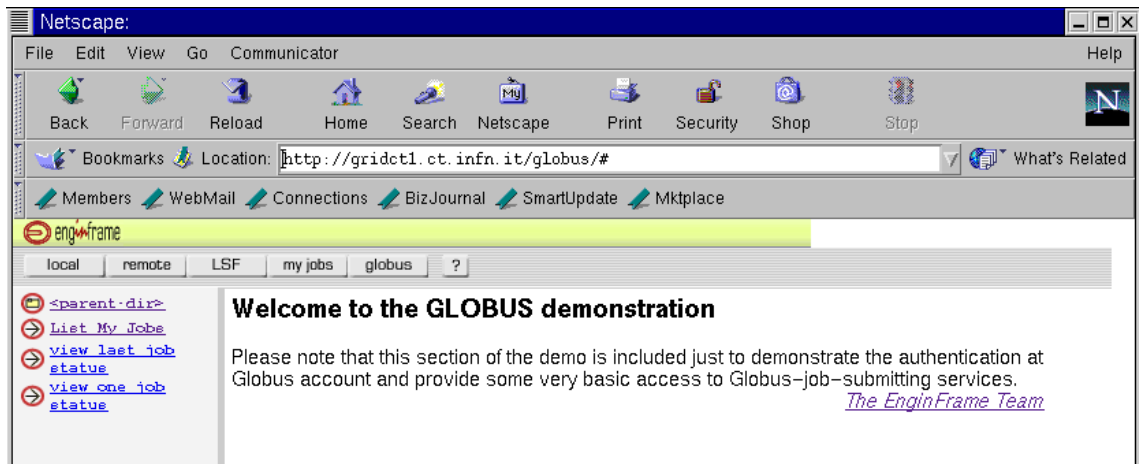 Netscape:
File Edit View Go Communicator Help
Back Forward Reload Home Search Netscape Print Security Shop Stop
My
N
Bookmarks Location: http://gridct1.ct.infn.it/globus/# What's Related
Members WebMail Connections BizJournal SmartUpdate Mktplace
enginframe
local remote LSF my jobs globus ?
<parent-dir>
List My Jobs
view last job
status
view one job
status
Welcome to the GLOBUS demonstration
Please note that this section of the demo is included just to demonstrate the authentication at
Globus account and provide some very basic access to Globus-job-submitting services.
The EnginFrame Team